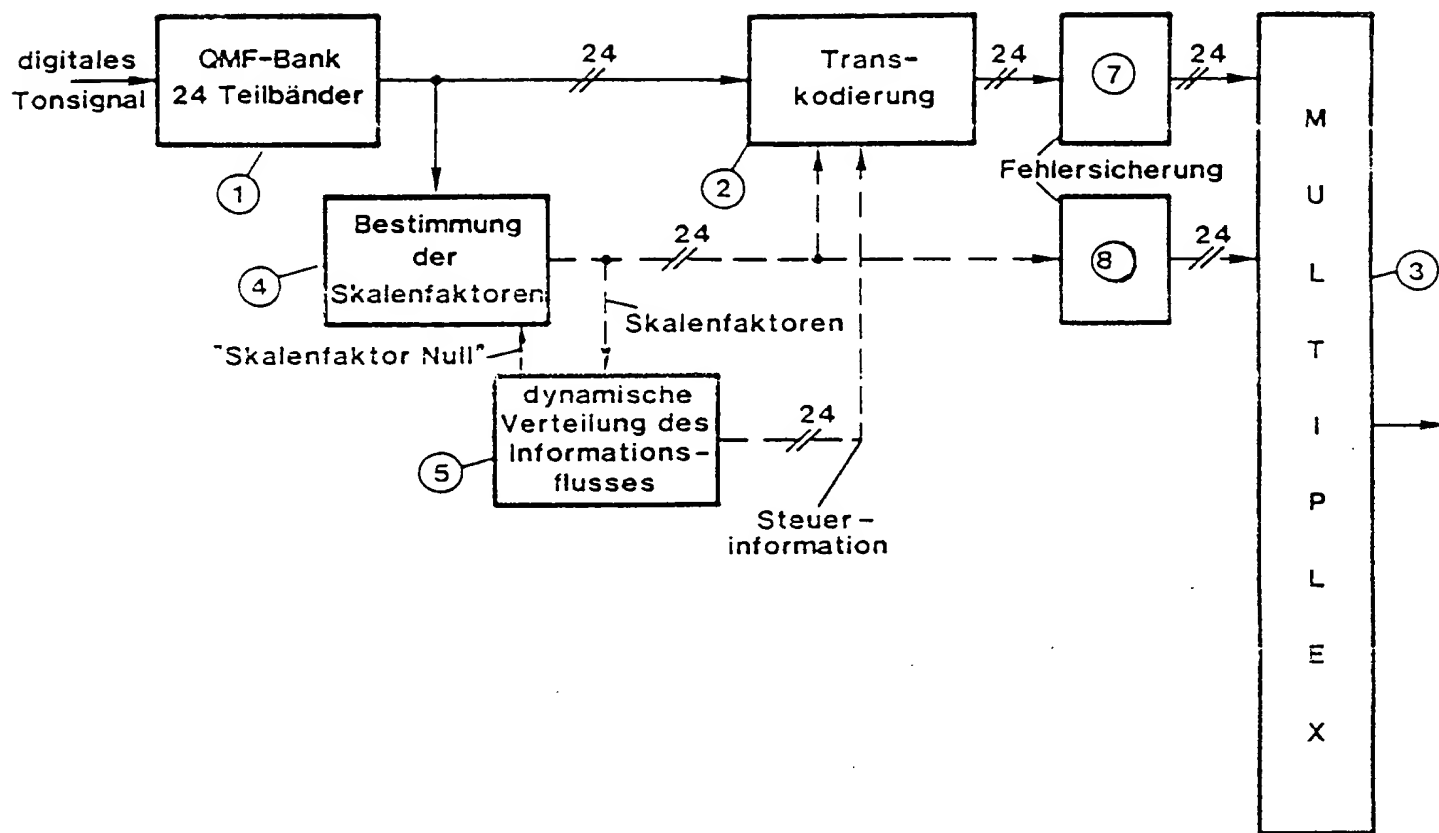 digitales
Tonsignal
QMF-Bank
24 Teilbänder
1
24
Trans-
kodierung
2
24
7
24
Fehlersicherung
Bestimmung
der
Skalenfaktoren
4
24
8
24
"Skalenfaktor Null"
Skalenfaktoren
dynamische
Verteilung des
Informations-
flusses
5
24
Steuer-
information
MULTIPLEX
3